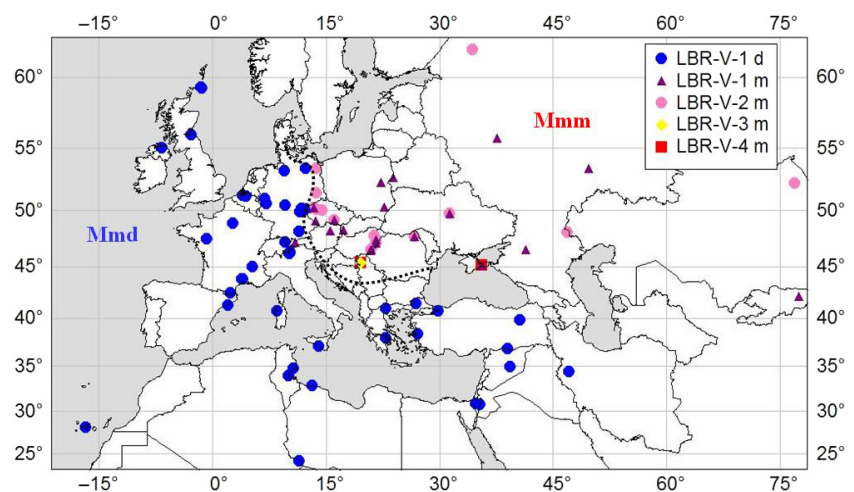 −15° 0° 15° 30° 45° 60° 75°
LBR-V-1 d
LBR-V-1 m
LBR-V-2 m
LBR-V-3 m
LBR-V-4 m
60° 60°
Mmm
55° 55°
50° 50°
Mmd
45° 45°
40° 40°
35° 35°
30° 30°
25° 25°
−15° 0° 15° 30° 45° 60° 75°